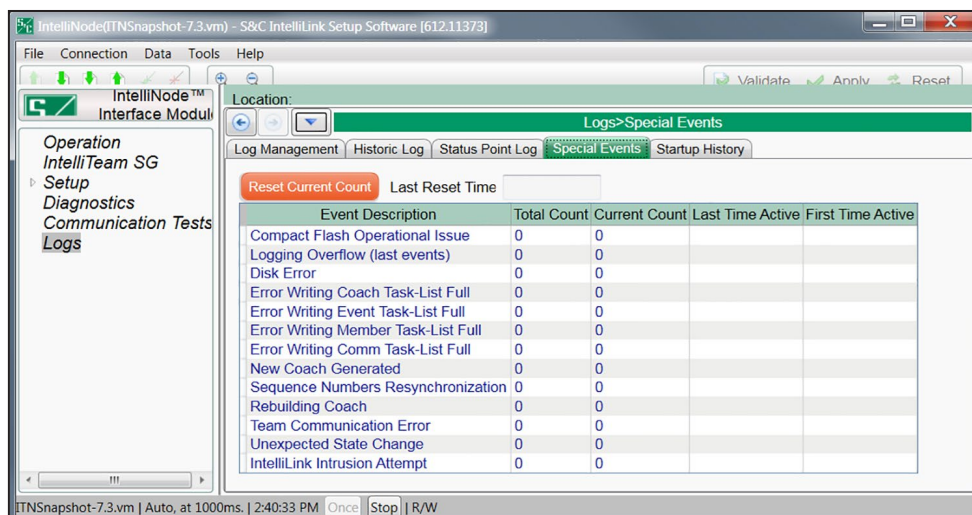 IntelliNode(ITNSnapshot-7.3.vm) - S&C IntelliLink Setup Software [612.11373]
File Connection Data Tools Help
Validate Apply Reset
IntelliNode™
Interface Modul
Location:
Logs>Special Events
Operation
IntelliTeam SG
Setup
Diagnostics
Communication Tests
Logs
Log Management Historic Log Status Point Log Special Events Startup History
Reset Current Count Last Reset Time
Event Description Total Count Current Count Last Time Active First Time Active
Compact Flash Operational Issue 0 0
Logging Overflow (last events) 0 0
Disk Error 0 0
Error Writing Coach Task-List Full 0 0
Error Writing Event Task-List Full 0 0
Error Writing Member Task-List Full 0 0
Error Writing Comm Task-List Full 0 0
New Coach Generated 0 0
Sequence Numbers Resynchronization 0 0
Rebuilding Coach 0 0
Team Communication Error 0 0
Unexpected State Change 0 0
IntelliLink Intrusion Attempt 0 0
ITNSnapshot-7.3.vm | Auto, at 1000ms. | 2:40:33 PM Once Stop | R/W